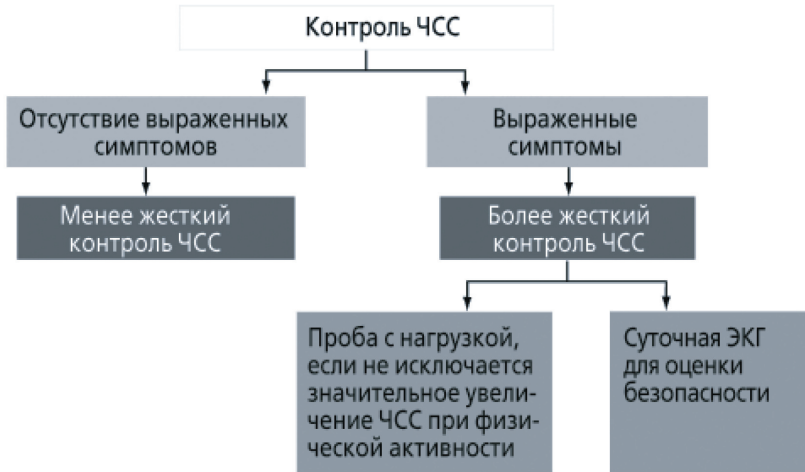 Контроль ЧСС
Отсутствие выраженных
симптомов
Выраженные
симптомы
Менее жесткий
контроль ЧСС
Более жесткий
контроль ЧСС
Проба с нагрузкой,
если не исключается
значительное увели-
чение ЧСС при физи-
ческой активности
Суточная ЭКГ
для оценки
безопасности